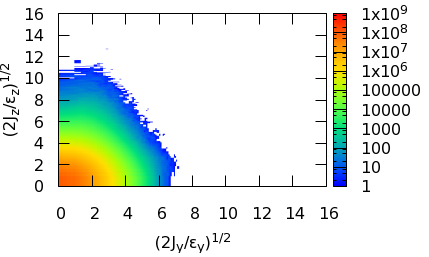 16
14
12
10
8
6
4
2
0
(2J_z/ε_z)^{1/2}
0 2 4 6 8 10 12 14 16
(2J_y/ε_y)^{1/2}
1x10^9
1x10^8
1x10^7
1x10^6
100000
10000
1000
100
10
1